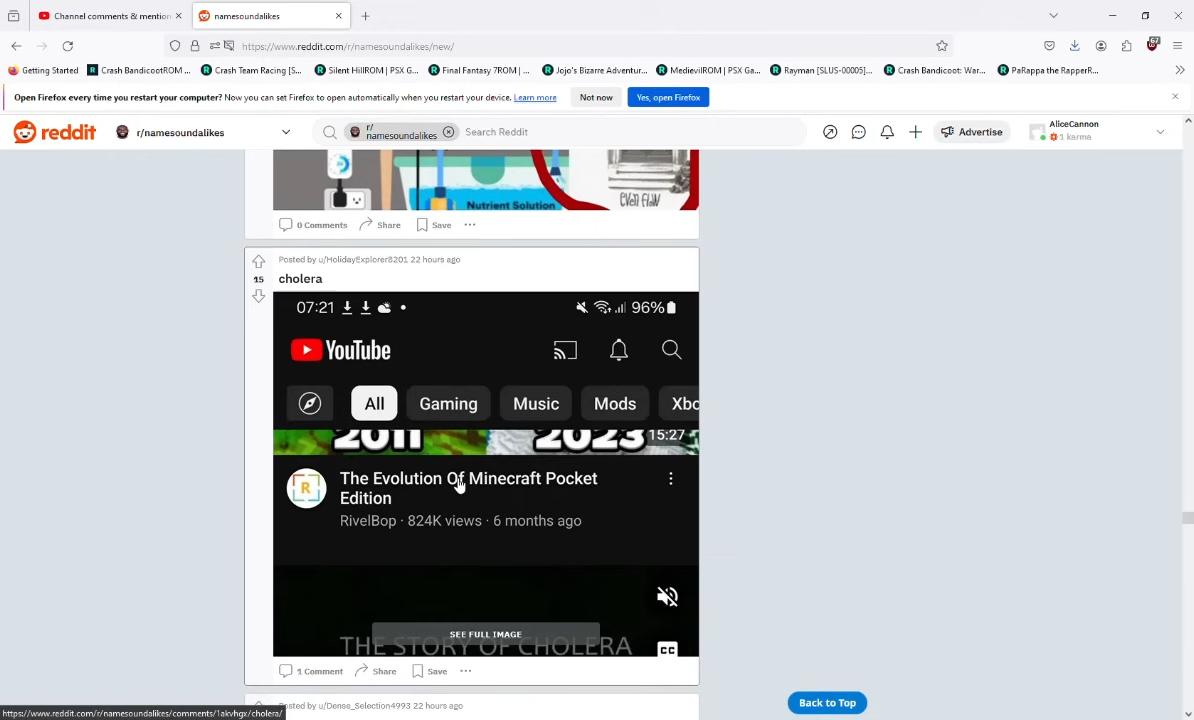 Channel comments & mention
namesoundalikes
https://www.reddit.com/r/namesoundalikes/new/
67
Getting Started
Crash BandicootROM ...
Crash Team Racing [S...
Silent HillROM | PSX G...
Final Fantasy 7ROM | ...
Jojo's Bizarre Adventur...
MedievilROM | PSX Ga...
Rayman [SLUS-00005]...
Crash Bandicoot: War...
PaRappa the RapperR...
Open Firefox every time you restart your computer? Now you can set Firefox to open automatically when you restart your device. Learn more
Not now
Yes, open Firefox
reddit
r/namesoundalikes
r/
namesoundalikes
Search Reddit
Advertise
AliceCannon
1 karma
Nutrient Solution
even flow
0 Comments
Share
Save
Posted by u/HolidayExplorer8201 22 hours ago
15
cholera
07:21
96%
YouTube
All
Gaming
Music
Mods
Xbo
2011
2023
15:27
R
The Evolution Of Minecraft Pocket
Edition
RivelBop · 824K views · 6 months ago
SEE FULL IMAGE
THE STORY OF CHOLERA
CC
1 Comment
Share
Save
Posted by u/Dense_Selection4993 22 hours ago
Back to Top
https://www.reddit.com/r/namesoundalikes/comments/1akvhgx/cholera/